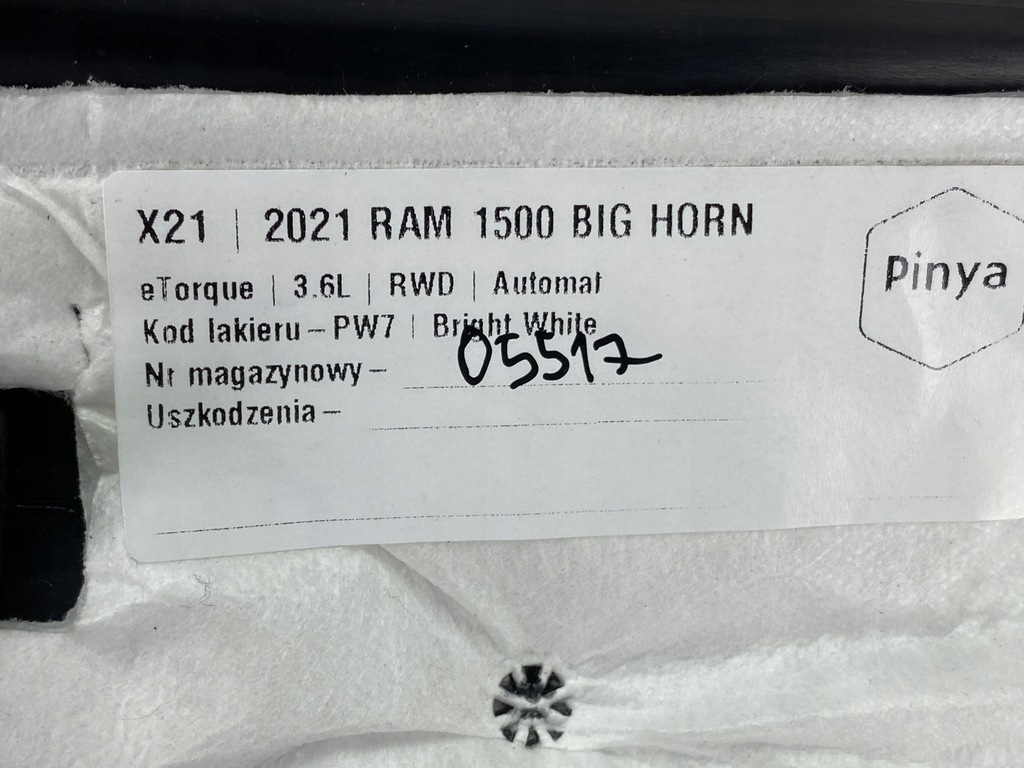 X21 | 2021 RAM 1500 BIG HORN
Pinya
eTorque | 3.6L | RWD | Automat
Kod lakieru – PW7 | Bright White
Nr magazynowy – 05517
Uszkodzenia –